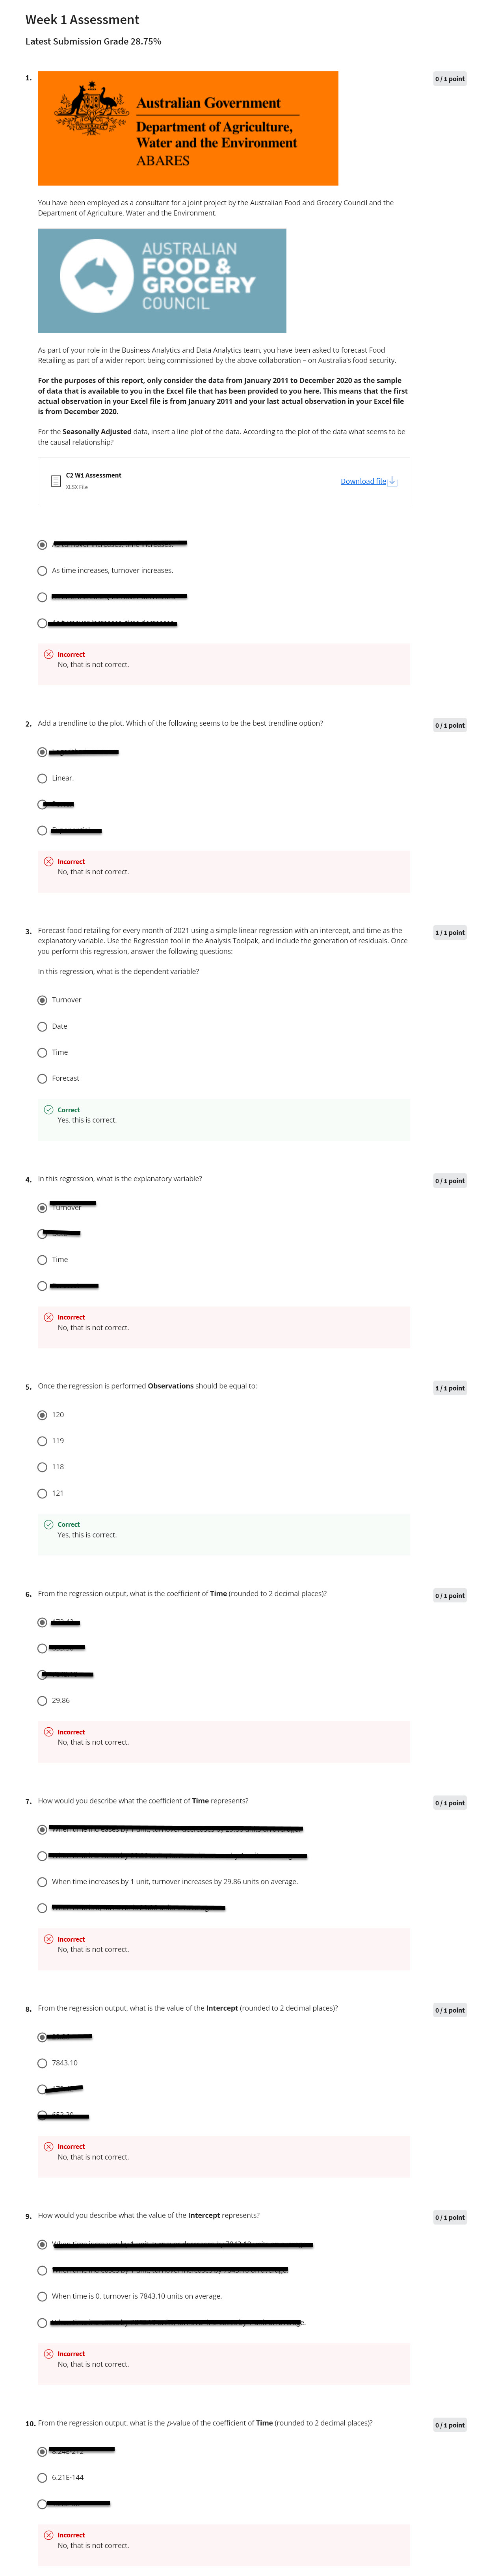 Week 1 Assessment
Latest Submission Grade 28.75%
1.
0 / 1 point
Australian Government
Department of Agriculture,
Water and the Environment
ABARES
You have been employed as a consultant for a joint project by the Australian Food and Grocery Council and the
Department of Agriculture, Water and the Environment.
AUSTRALIAN
FOOD &
GROCERY
COUNCIL
As part of your role in the Business Analytics and Data Analytics team, you have been asked to forecast Food
Retailing as part of a wider report being commissioned by the above collaboration – on Australia's food security.
For the purposes of this report, only consider the data from January 2011 to December 2020 as the sample
of data that is available to you in the Excel file that has been provided to you here. This means that the first
actual observation in your Excel file is from January 2011 and your last actual observation in your Excel file
is from December 2020.
For the Seasonally Adjusted data, insert a line plot of the data. According to the plot of the data what seems to be
the causal relationship?
C2 W1 Assessment
XLSX File
Download file
As time increases, turnover increases.
Incorrect
No, that is not correct.
2. Add a trendline to the plot. Which of the following seems to be the best trendline option?
0 / 1 point
Linear.
Incorrect
No, that is not correct.
3. Forecast food retailing for every month of 2021 using a simple linear regression with an intercept, and time as the
1 / 1 point
explanatory variable. Use the Regression tool in the Analysis Toolpak, and include the generation of residuals. Once
you perform this regression, answer the following questions:
In this regression, what is the dependent variable?
Turnover
Date
Time
Forecast
Correct
Yes, this is correct.
4. In this regression, what is the explanatory variable?
0 / 1 point
Turnover
Time
Incorrect
No, that is not correct.
5. Once the regression is performed Observations should be equal to:
1 / 1 point
120
119
118
121
Correct
Yes, this is correct.
6. From the regression output, what is the coefficient of Time (rounded to 2 decimal places)?
0 / 1 point
29.86
Incorrect
No, that is not correct.
7. How would you describe what the coefficient of Time represents?
0 / 1 point
When time increases by 1 unit, turnover increases by 29.86 units on average.
Incorrect
No, that is not correct.
8. From the regression output, what is the value of the Intercept (rounded to 2 decimal places)?
0 / 1 point
7843.10
Incorrect
No, that is not correct.
9. How would you describe what the value of the Intercept represents?
0 / 1 point
When time is 0, turnover is 7843.10 units on average.
Incorrect
No, that is not correct.
10. From the regression output, what is the p-value of the coefficient of Time (rounded to 2 decimal places)?
0 / 1 point
6.21E-144
Incorrect
No, that is not correct.